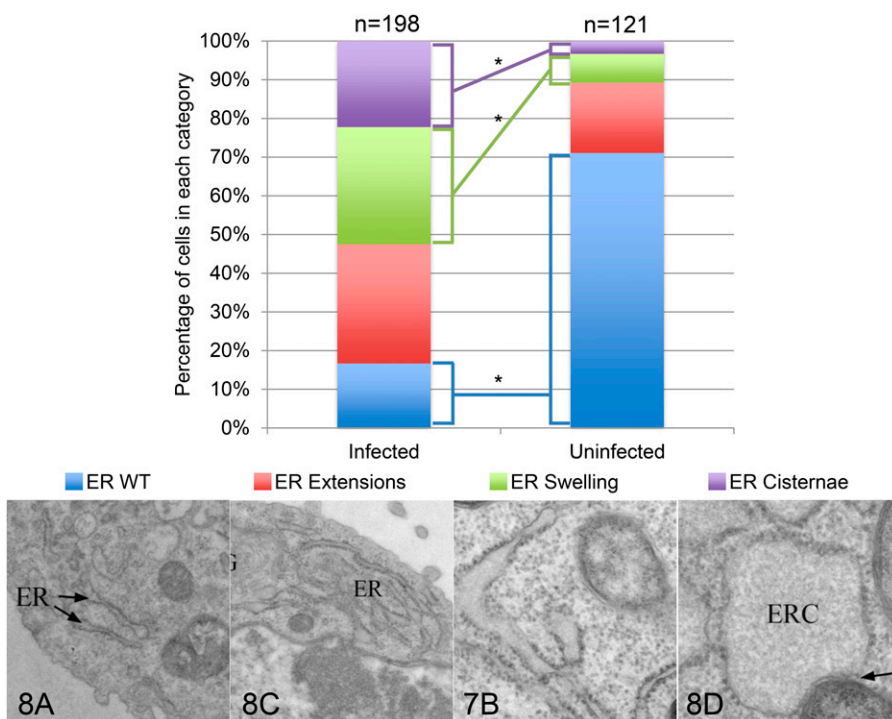 n=198 n=121
100%
90%
80%
70%
60%
50%
40%
30%
20%
10%
0%
Percentage of cells in each category
*
*
*
Infected Uninfected
ER WT ER Extensions ER Swelling ER Cisternae
ER
8A
G
ER
8C
7B
ERC
8D